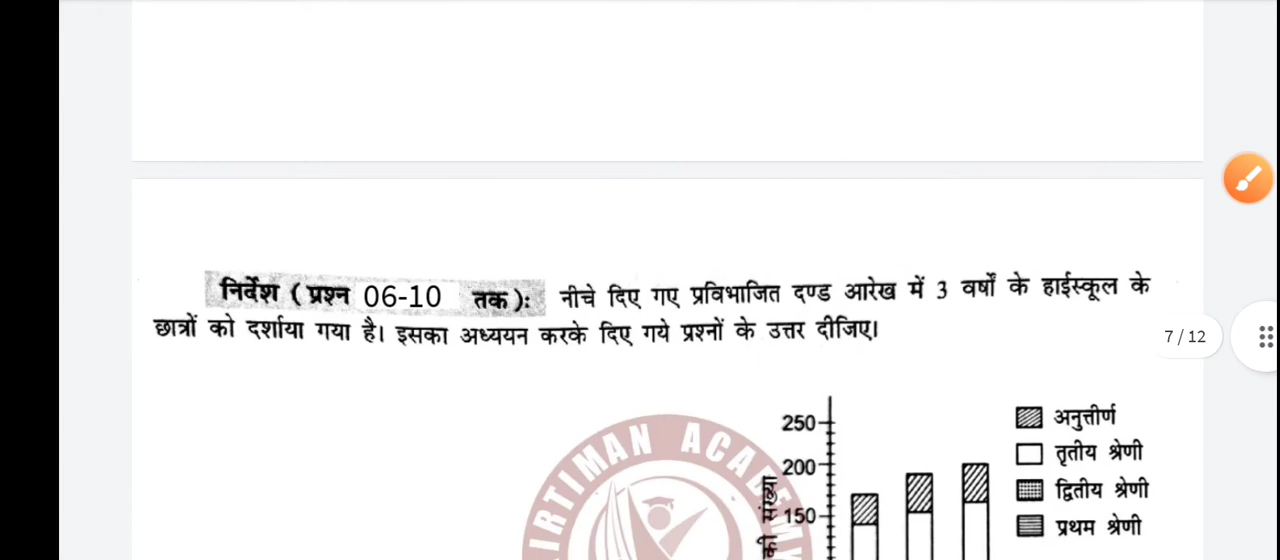 निर्देश ( प्रश्न 06-10 तक ): नीचे दिए गए प्रविभाजित दण्ड आरेख में 3 वर्षों के हाईस्कूल के
छात्रों को दर्शाया गया है। इसका अध्ययन करके दिए गये प्रश्नों के उत्तर दीजिए।
7 / 12
250
200
150
की संख्या
अनुत्तीर्ण
तृतीय श्रेणी
द्वितीय श्रेणी
प्रथम श्रेणी